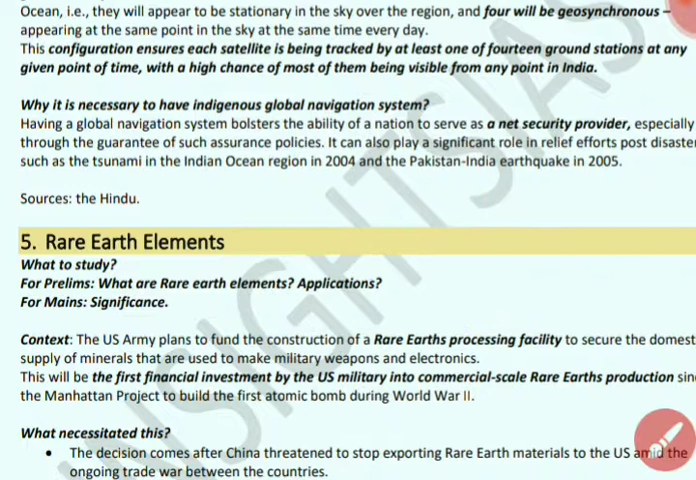 Ocean, i.e., they will appear to be stationary in the sky over the region, and four will be geosynchronous –
appearing at the same point in the sky at the same time every day.
This configuration ensures each satellite is being tracked by at least one of fourteen ground stations at any
given point of time, with a high chance of most of them being visible from any point in India.
Why it is necessary to have indigenous global navigation system?
Having a global navigation system bolsters the ability of a nation to serve as a net security provider, especially
through the guarantee of such assurance policies. It can also play a significant role in relief efforts post disaste
such as the tsunami in the Indian Ocean region in 2004 and the Pakistan-India earthquake in 2005.
Sources: the Hindu.
5. Rare Earth Elements
What to study?
For Prelims: What are Rare earth elements? Applications?
For Mains: Significance.
Context: The US Army plans to fund the construction of a Rare Earths processing facility to secure the domest
supply of minerals that are used to make military weapons and electronics.
This will be the first financial investment by the US military into commercial-scale Rare Earths production sin
the Manhattan Project to build the first atomic bomb during World War II.
What necessitated this?
• The decision comes after China threatened to stop exporting Rare Earth materials to the US amid the
ongoing trade war between the countries.
INSIGHTSIAS